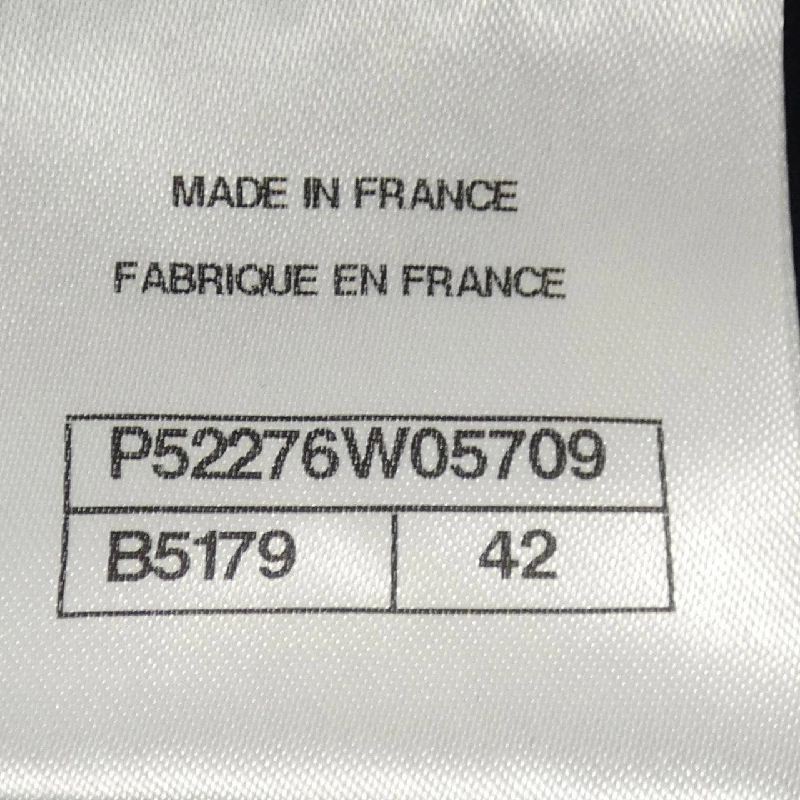 MADE IN FRANCE
FABRIQUE EN FRANCE
P52276W05709
B5179 42